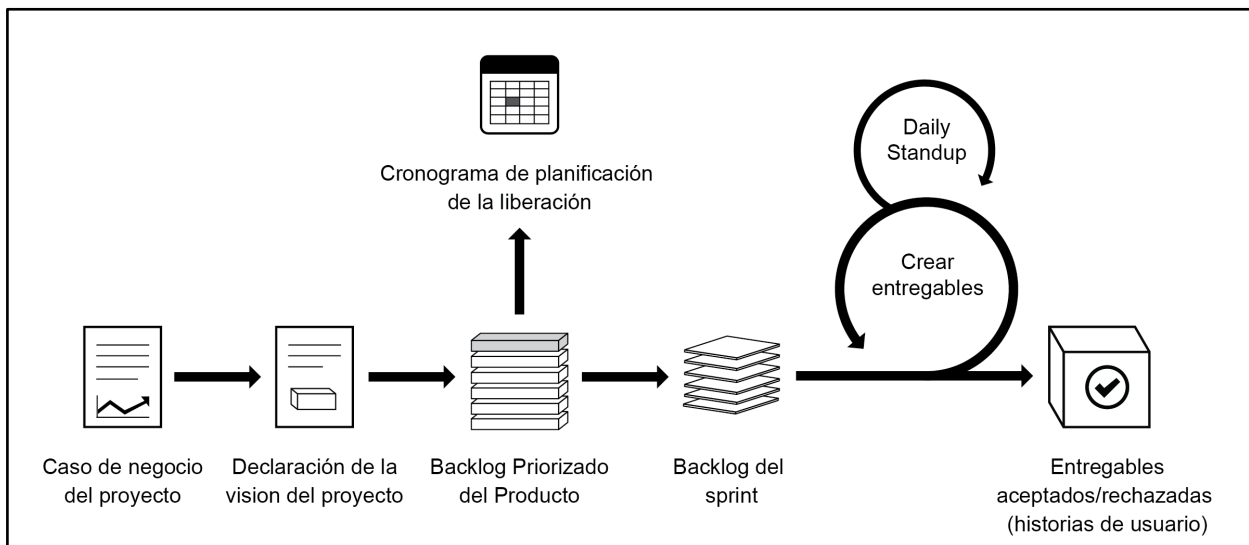 Cronograma de planificación
de la liberación
Daily
Standup
Crear
entregables
Caso de negocio
del proyecto
Declaración de la
vision del proyecto
Backlog Priorizado
del Producto
Backlog del
sprint
Entregables
aceptados/rechazadas
(historias de usuario)